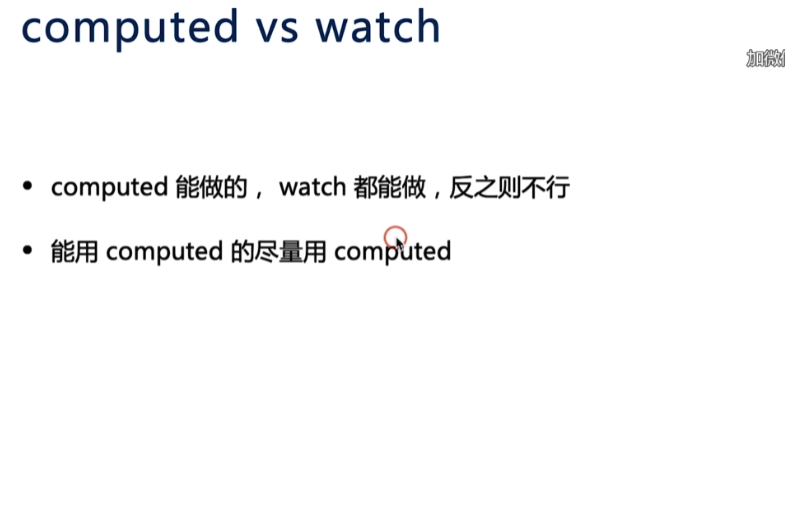 computed vs watch
加微信
• computed 能做的， watch 都能做，反之则不行
• 能用 computed 的尽量用 computed